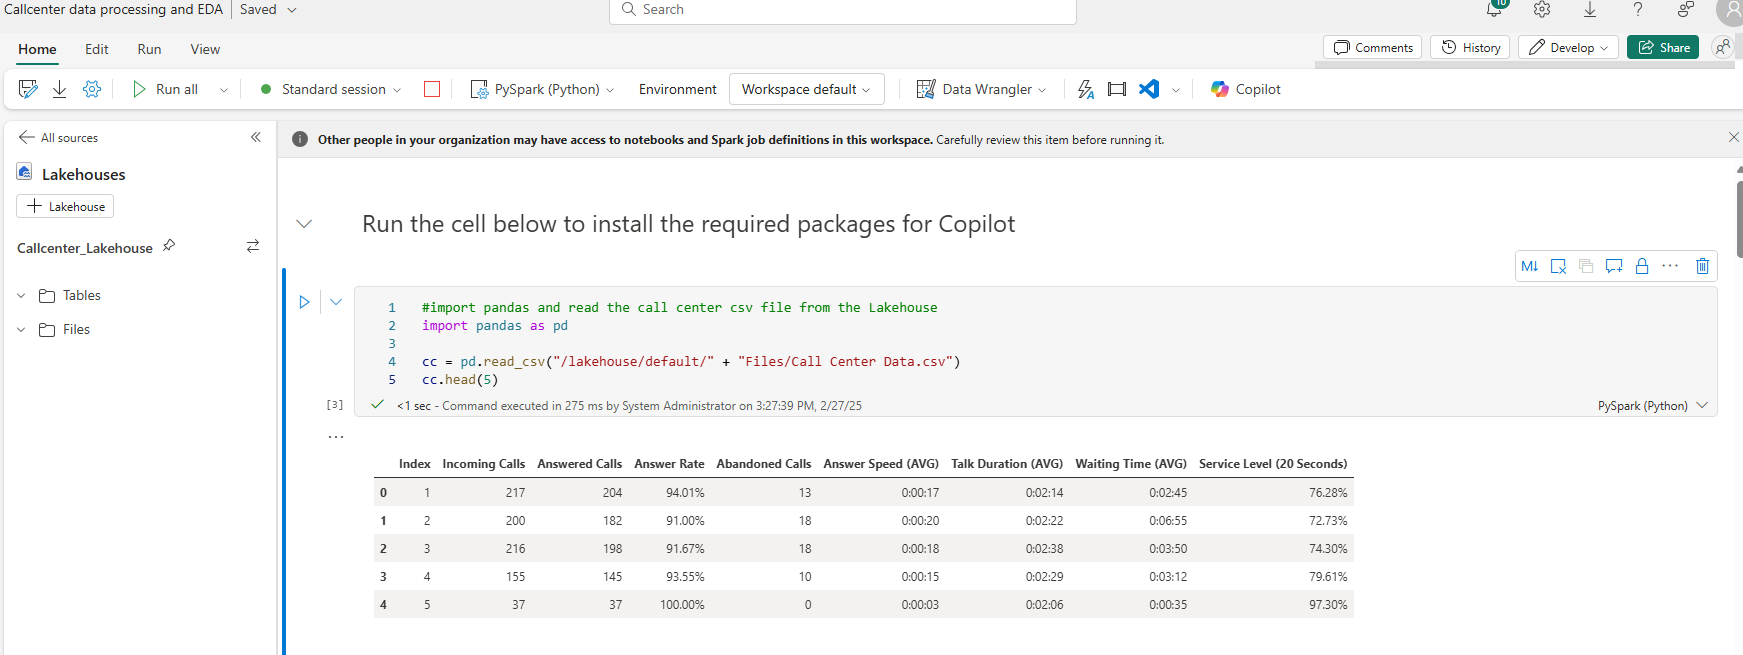 Callcenter data processing and EDA Saved
Search
10
Home Edit Run View
Comments History Develop Share
Run all Standard session PySpark (Python) Environment Workspace default Data Wrangler Copilot
All sources
Lakehouses
Lakehouse
Callcenter_Lakehouse
Tables
Files
Other people in your organization may have access to notebooks and Spark job definitions in this workspace. Carefully review this item before running it.
Run the cell below to install the required packages for Copilot
M↓
1 #import pandas and read the call center csv file from the Lakehouse
2 import pandas as pd
3
4 cc = pd.read_csv("/lakehouse/default/" + "Files/Call Center Data.csv")
5 cc.head(5)
[3] <1 sec - Command executed in 275 ms by System Administrator on 3:27:39 PM, 2/27/25 PySpark (Python)
...
Index Incoming Calls Answered Calls Answer Rate Abandoned Calls Answer Speed (AVG) Talk Duration (AVG) Waiting Time (AVG) Service Level (20 Seconds)
0 1 217 204 94.01% 13 0:00:17 0:02:14 0:02:45 76.28%
1 2 200 182 91.00% 18 0:00:20 0:02:22 0:06:55 72.73%
2 3 216 198 91.67% 18 0:00:18 0:02:38 0:03:50 74.30%
3 4 155 145 93.55% 10 0:00:15 0:02:29 0:03:12 79.61%
4 5 37 37 100.00% 0 0:00:03 0:02:06 0:00:35 97.30%